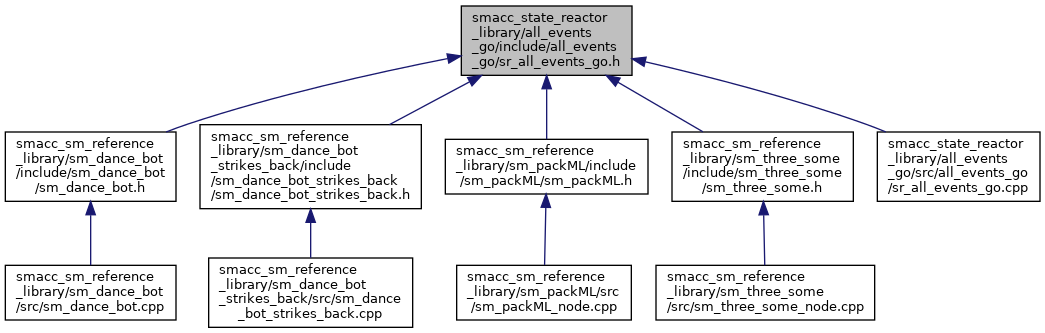 smacc_state_reactor
_library/all_events
_go/include/all_events
_go/sr_all_events_go.h
smacc_sm_reference
_library/sm_dance_bot
/include/sm_dance_bot
/sm_dance_bot.h
smacc_sm_reference
_library/sm_dance_bot
_strikes_back/include
/sm_dance_bot_strikes_back
/sm_dance_bot_strikes_back.h
smacc_sm_reference
_library/sm_packML/include
/sm_packML/sm_packML.h
smacc_sm_reference
_library/sm_three_some
/include/sm_three_some
/sm_three_some.h
smacc_state_reactor
_library/all_events
_go/src/all_events_go
/sr_all_events_go.cpp
smacc_sm_reference
_library/sm_dance_bot
/src/sm_dance_bot.cpp
smacc_sm_reference
_library/sm_dance_bot
_strikes_back/src/sm_dance
_bot_strikes_back.cpp
smacc_sm_reference
_library/sm_packML/src
/sm_packML_node.cpp
smacc_sm_reference
_library/sm_three_some
/src/sm_three_some_node.cpp